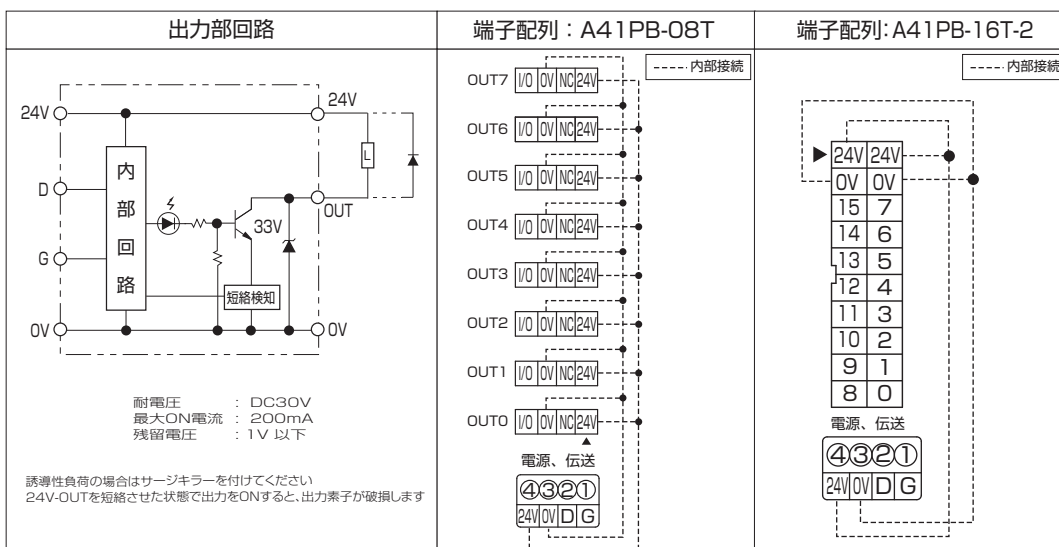 出力部回路
24V
24V
L
内部回路
D
OUT
33V
G
短絡検知
0V
0V
耐電圧 : DC30V
最大ON電流 : 200mA
残留電圧 : 1V 以下
誘導性負荷の場合はサージキラーを付けてください
24V-OUTを短絡させた状態で出力をONすると、出力素子が破損します
端子配列：A41PB-08T
内部接続
OUT7 I/O 0V NC 24V
OUT6 I/O 0V NC 24V
OUT5 I/O 0V NC 24V
OUT4 I/O 0V NC 24V
OUT3 I/O 0V NC 24V
OUT2 I/O 0V NC 24V
OUT1 I/O 0V NC 24V
OUT0 I/O 0V NC 24V
電源、伝送
④③②①
24V 0V D G
端子配列:A41PB-16T-2
内部接続
24V 24V
0V 0V
15 7
14 6
13 5
12 4
11 3
10 2
9 1
8 0
電源、伝送
④③②①
24V 0V D G